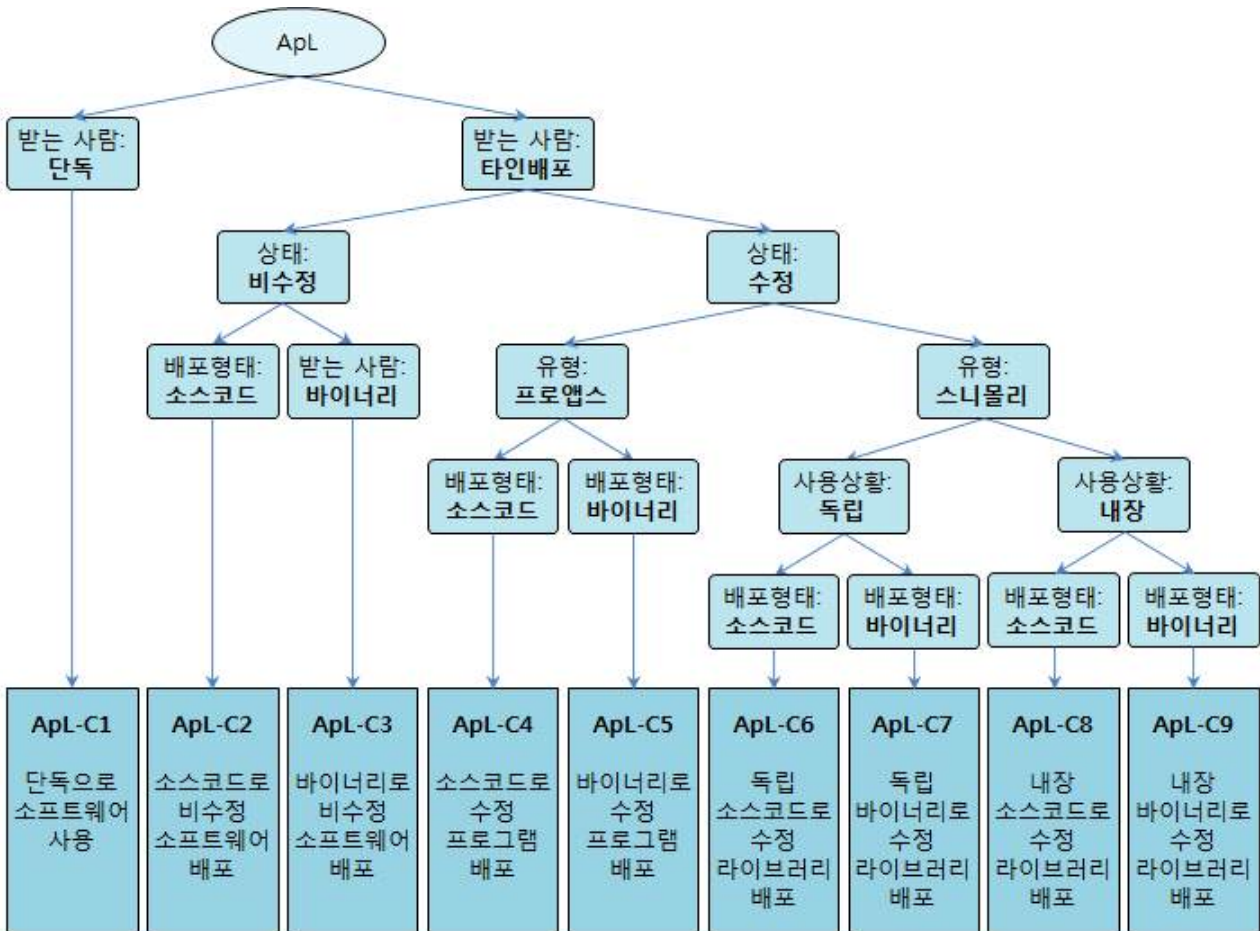 ApL
받는 사람:
단독
받는 사람:
타인배포
상태:
비수정
상태:
수정
배포형태:
소스코드
받는 사람:
바이너리
유형:
프로앱스
유형:
스니몰리
배포형태:
소스코드
배포형태:
바이너리
사용상황:
독립
사용상황:
내장
배포형태:
소스코드
배포형태:
바이너리
배포형태:
소스코드
배포형태:
바이너리
ApL-C1
단독으로
소프트웨어
사용
ApL-C2
소스코드로
비수정
소프트웨어
배포
ApL-C3
바이너리로
비수정
소프트웨어
배포
ApL-C4
소스코드로
수정
프로그램
배포
ApL-C5
바이너리로
수정
프로그램
배포
ApL-C6
독립
소스코드로
수정
라이브러리
배포
ApL-C7
독립
바이너리로
수정
라이브러리
배포
ApL-C8
내장
소스코드로
수정
라이브러리
배포
ApL-C9
내장
바이너리로
수정
라이브러리
배포